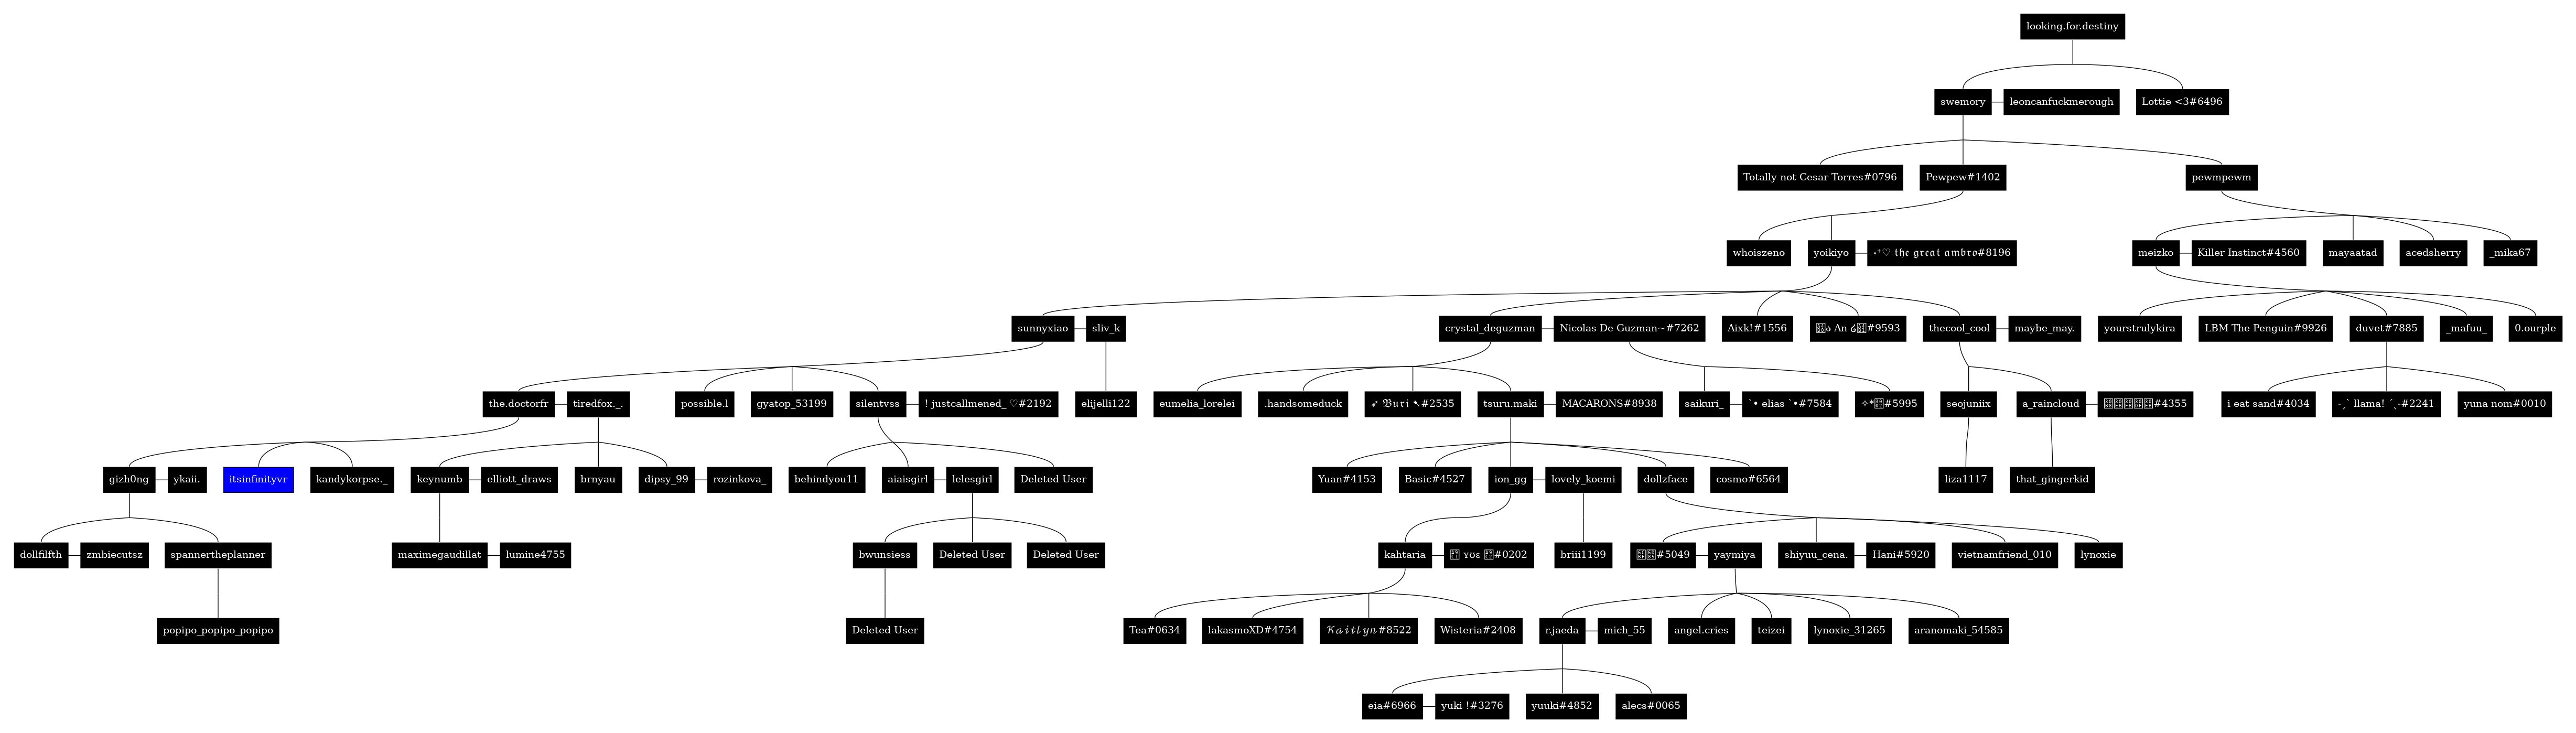 looking.for.destiny
swemory
leoncanfuckmerough
Lottie <3#6496
Totally not Cesar Torres#0796
Pewpew#1402
pewmpewm
whoiszeno
yoikiyo
𝔱𝔥𝔢 𝔤𝔯𝔢𝔞𝔱 𝔞𝔪𝔟𝔯𝔬#8196
meizko
Killer Instinct#4560
mayaatad
acedsherry
_mika67
sunnyxiao
sliv_k
crystal_deguzman
Nicolas De Guzman~#7262
Aixk!#1556
An
#9593
thecool_cool
maybe_may.
yourstrulykira
LBM The Penguin#9926
duvet#7885
_mafuu_
0.ourple
the.doctorfr
tiredfox._.
possible.l
gyatop_53199
silentvss
! justcallmened_ ♡#2192
elijelli122
eumelia_lorelei
.handsomeduck
➶ 𝔅𝔲𝔯𝔦 ➷#2535
tsuru.maki
MACARONS#8938
saikuri_
`• elias `•#7584
#5995
seojuniix
a_raincloud
#4355
i eat sand#4034
-ˏˋ llama! ˊˎ-#2241
yuna nom#0010
gizh0ng
ykaii.
itsinfinityvr
kandykorpse._
keynumb
elliott_draws
brnyau
dipsy_99
rozinkova_
behindyou11
aiaisgirl
lelesgirl
Deleted User
Yuan#4153
Basic#4527
ion_gg
lovely_koemi
dollzface
cosmo#6564
liza1117
that_gingerkid
dollfilfth
zmbiecutsz
spannertheplanner
maximegaudillat
lumine4755
bwunsiess
Deleted User
Deleted User
kahtaria
ʏʊɛ
#0202
briii1199
#5049
yaymiya
shiyuu_cena.
Hani#5920
vietnamfriend_010
lynoxie
popipo_popipo_popipo
Deleted User
Tea#0634
lakasmoXD#4754
𝓚𝓪𝓲𝓽𝓵𝔂𝓷#8522
Wisteria#2408
r.jaeda
mich_55
angel.cries
teizei
lynoxie_31265
aranomaki_54585
eia#6966
yuki !#3276
yuuki#4852
alecs#0065